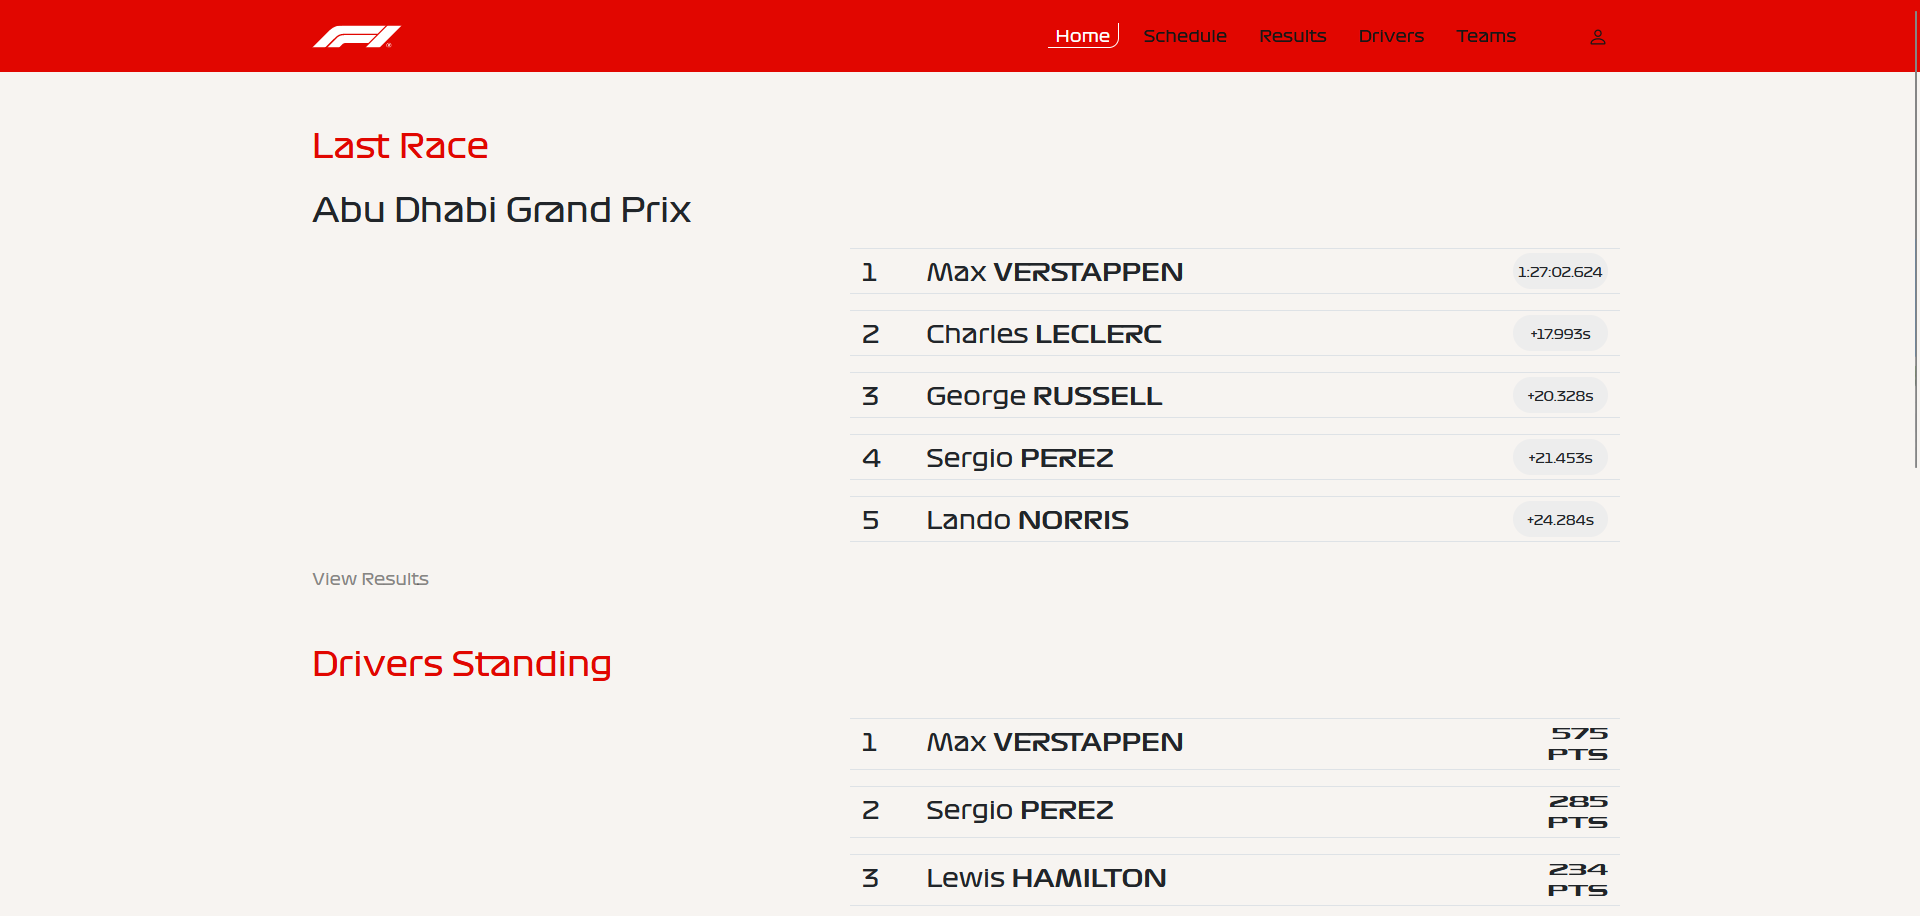 F1
Home Schedule Results Drivers Teams
Last Race
Abu Dhabi Grand Prix
1 Max VERSTAPPEN 1:27:02.624
2 Charles LECLERC +17.993s
3 George RUSSELL +20.328s
4 Sergio PEREZ +21.453s
5 Lando NORRIS +24.284s
View Results
Drivers Standing
1 Max VERSTAPPEN 575 PTS
2 Sergio PEREZ 285 PTS
3 Lewis HAMILTON 234 PTS